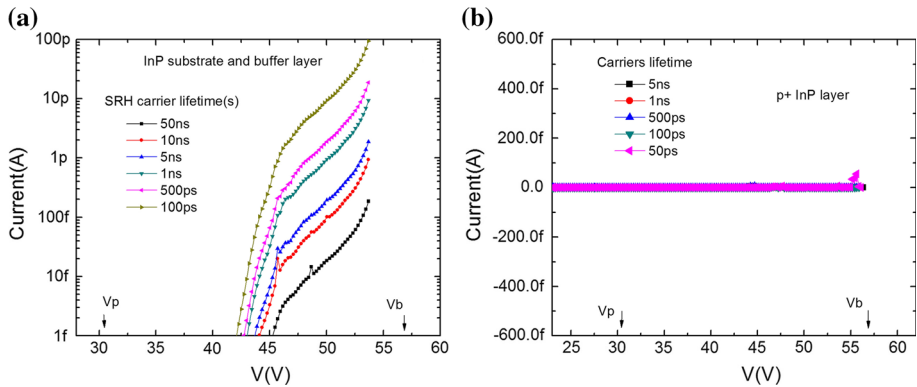 (a)
Current(A)
100p
10p
1p
100f
10f
1f
InP substrate and buffer layer
SRH carrier lifetime(s)
50ns
10ns
5ns
1ns
500ps
100ps
Vp
Vb
30 35 40 45 50 55 60
V(V)
(b)
Current(A)
600.0f
400.0f
200.0f
0.0
-200.0f
-400.0f
-600.0f
Carriers lifetime
5ns
1ns
500ps
100ps
50ps
p+ InP layer
Vp
Vb
25 30 35 40 45 50 55 60
V(V)